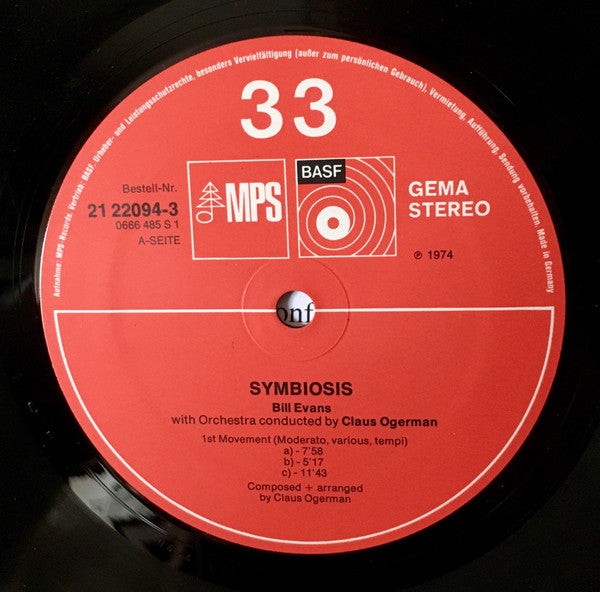 Aufnahme: MPS-Records. Vertrieb: BASF. Urheber- und Leistungsschutzrechte, besonders Vervielfältigung (außer zum persönlichen Gebrauch), Vermietung, Aufführung, Sendung vorbehalten. Made in Germany
33
Bestell-Nr.
21 22094-3
0666 485 S 1
A-SEITE
MPS
BASF
GEMA
STEREO
℗ 1974
onf
SYMBIOSIS
Bill Evans
with Orchestra conducted by Claus Ogerman
1st Movement (Moderato, various, tempi)
a) - 7'58
b) - 5'17
c) - 11'43
Composed + arranged
by Claus Ogerman